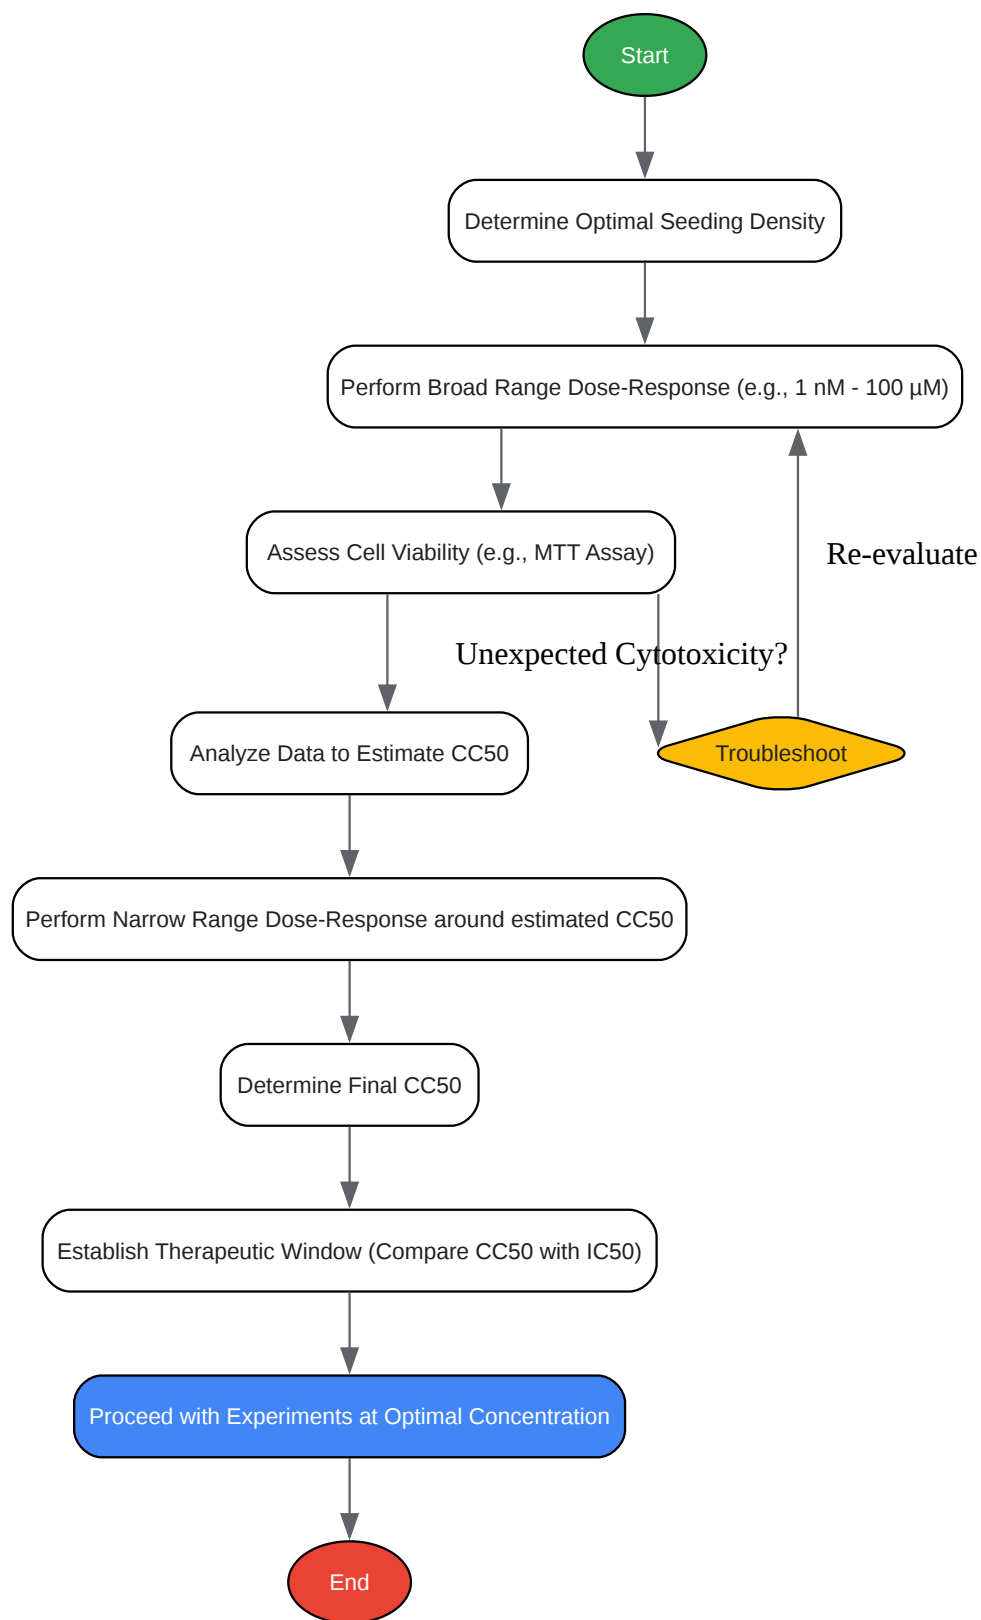 Start
Determine Optimal Seeding Density
Perform Broad Range Dose-Response (e.g., 1 nM - 100 µM)
Assess Cell Viability (e.g., MTT Assay)
Re-evaluate
Unexpected Cytotoxicity?
Analyze Data to Estimate CC50
Troubleshoot
Perform Narrow Range Dose-Response around estimated CC50
Determine Final CC50
Establish Therapeutic Window (Compare CC50 with IC50)
Proceed with Experiments at Optimal Concentration
End